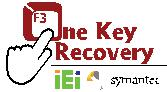 F3
One Key
Recovery
iEi symantec